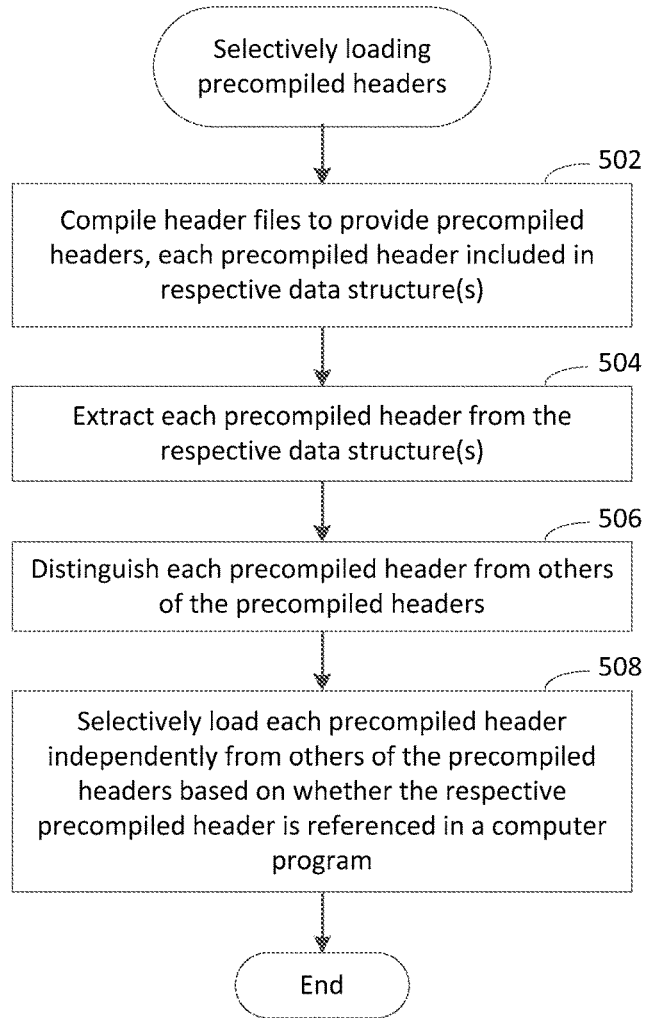 Selectively loading
precompiled headers
502
Compile header files to provide precompiled
headers, each precompiled header included in
respective data structure(s)
504
Extract each precompiled header from the
respective data structure(s)
506
Distinguish each precompiled header from others
of the precompiled headers
508
Selectively load each precompiled header
independently from others of the precompiled
headers based on whether the respective
precompiled header is referenced in a computer
program
End